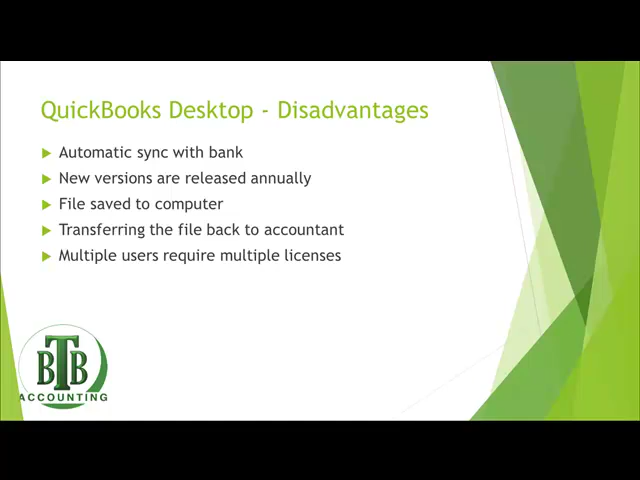 QuickBooks Desktop - Disadvantages
Automatic sync with bank
New versions are released annually
File saved to computer
Transferring the file back to accountant
Multiple users require multiple licenses
BTB
ACCOUNTING